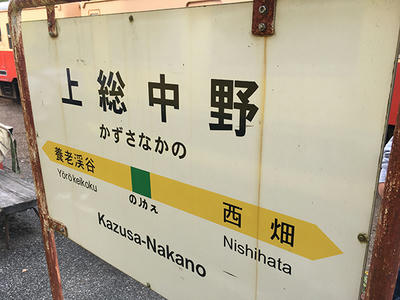 上総中野
かずさなかの
養老渓谷
Yōrōkeikoku
のりかえ
西畑
Nishihata
Kazusa-Nakano